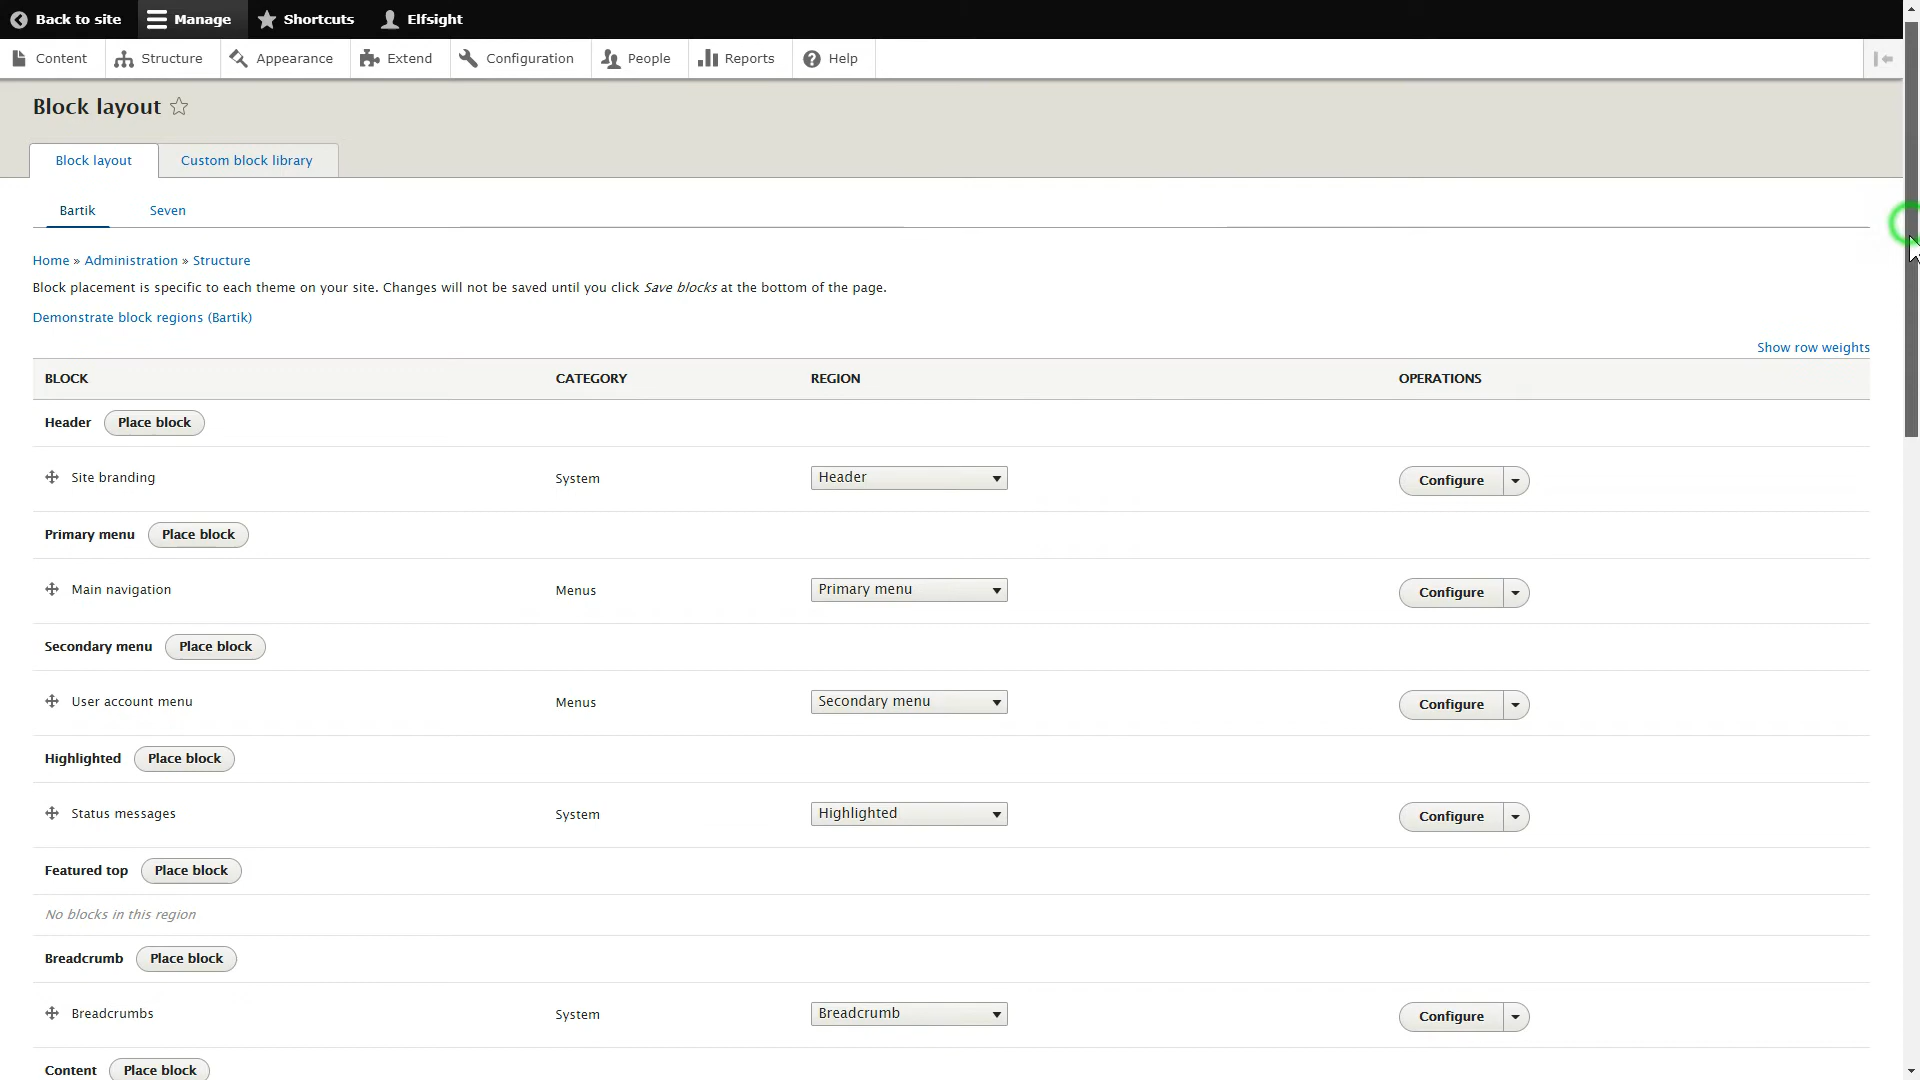 Back to site Manage Shortcuts Elfsight
Content Structure Appearance Extend Configuration People Reports Help
Block layout
Block layout Custom block library
Bartik Seven
Home » Administration » Structure
Block placement is specific to each theme on your site. Changes will not be saved until you click Save blocks at the bottom of the page.
Demonstrate block regions (Bartik)
Show row weights
BLOCK CATEGORY REGION OPERATIONS
Header Place block
Site branding System Header Configure
Primary menu Place block
Main navigation Menus Primary menu Configure
Secondary menu Place block
User account menu Menus Secondary menu Configure
Highlighted Place block
Status messages System Highlighted Configure
Featured top Place block
No blocks in this region
Breadcrumb Place block
Breadcrumbs System Breadcrumb Configure
Content Place block